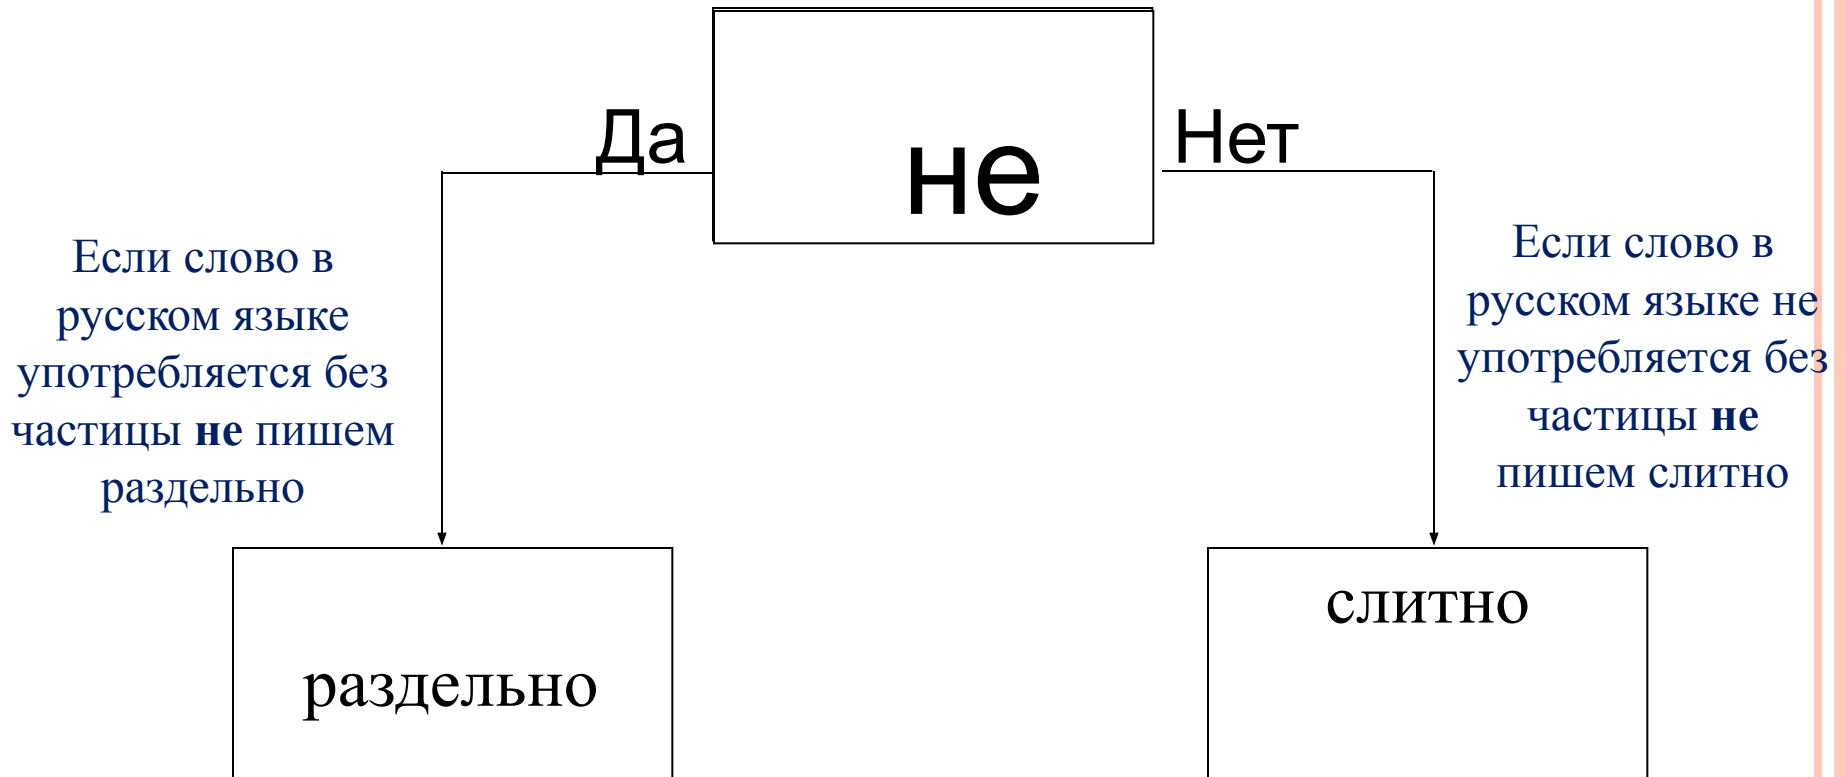 Да
не
Нет
Если слово в
русском языке
употребляется без
частицы не пишем
раздельно
Если слово в
русском языке не
употребляется без
частицы не
пишем слитно
раздельно
слитно